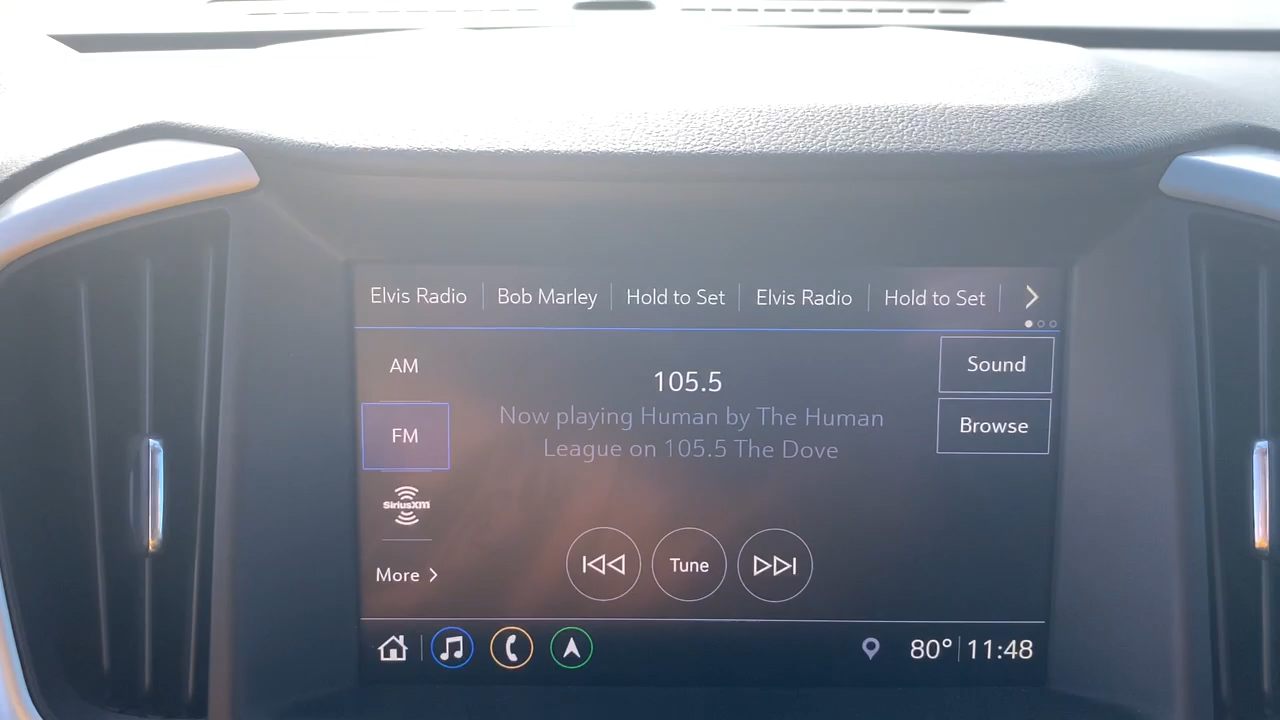 Elvis Radio
Bob Marley
Hold to Set
Elvis Radio
Hold to Set
AM
FM
SiriusXM
More
105.5
Now playing Human by The Human
League on 105.5 The Dove
Sound
Browse
Tune
80° 11:48